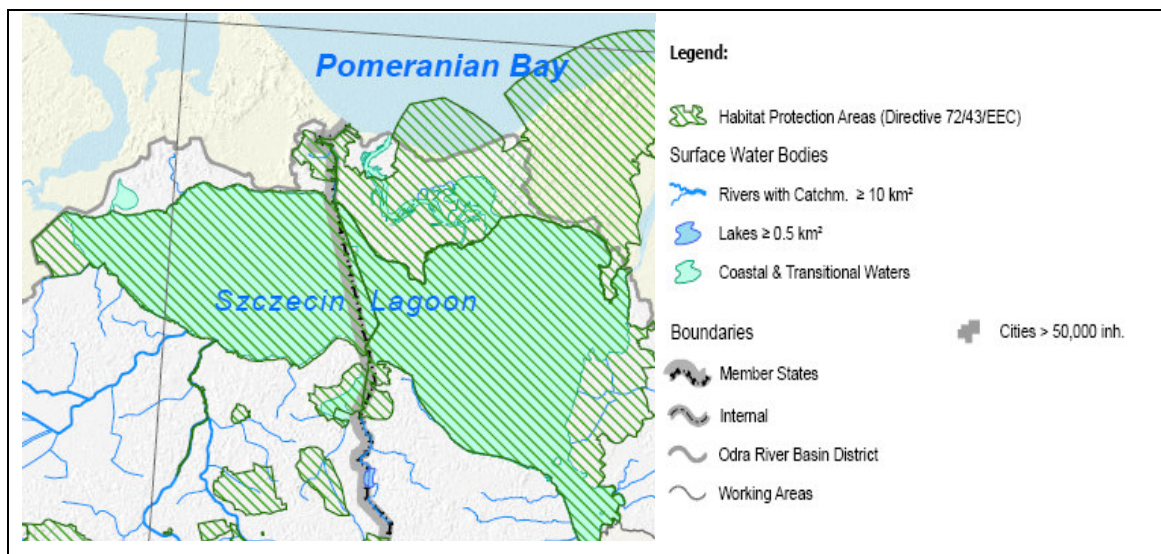 Pomeranian Bay
Szczecin Lagoon
Legend:
Habitat Protection Areas (Directive 72/43/EEC)
Surface Water Bodies
Rivers with Catchm. ≥ 10 km²
Lakes ≥ 0.5 km²
Coastal & Transitional Waters
Boundaries
Cities > 50,000 inh.
Member States
Internal
Odra River Basin District
Working Areas